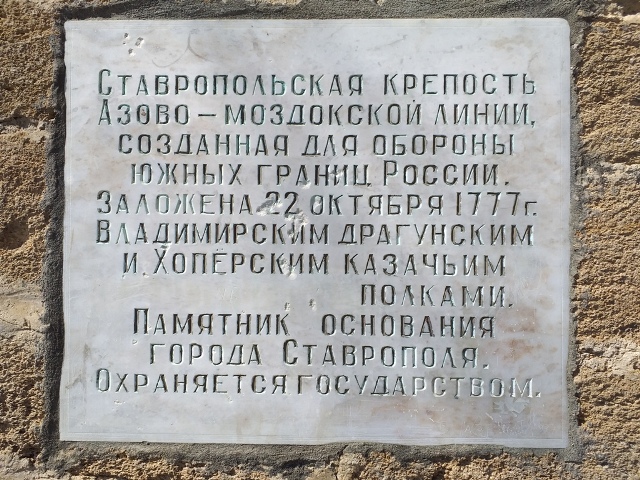 Ставропольская крепость
Азово – моздокской линии,
созданная для обороны
южных границ России.
Заложена 22 октября 1777г.
Владимирским драгунским
и Хопёрским казачьим
полками.
Памятник основания
города Ставрополя.
Охраняется государством.